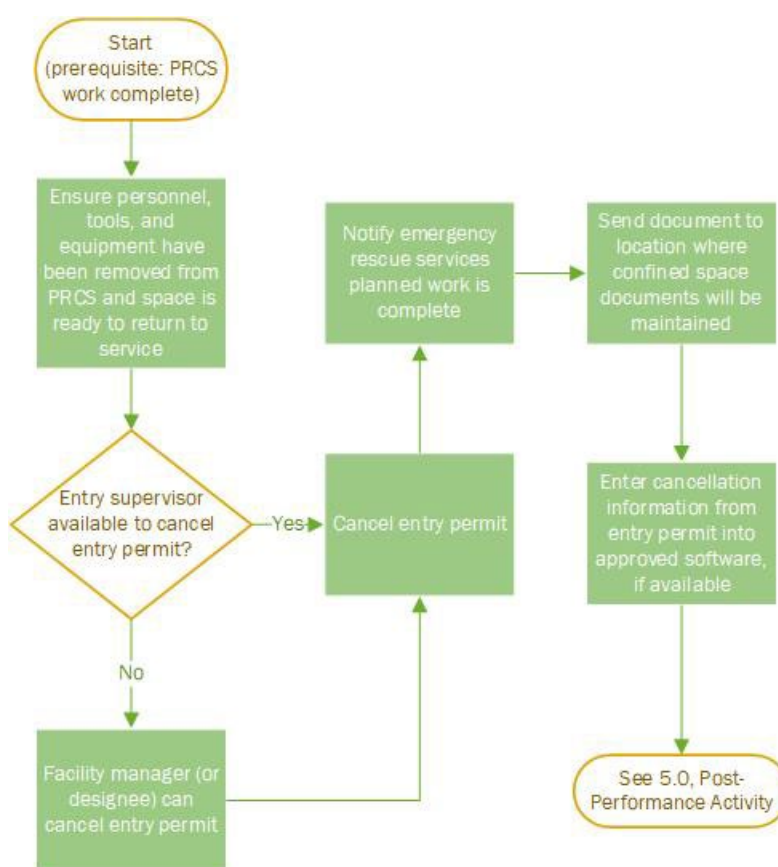 Start
(prerequisite: PRCS
work complete)
Ensure personnel,
tools, and
equipment have
been removed from
PRCS and space is
ready to return to
service
Entry supervisor
available to cancel
entry permit?
Yes
No
Facility manager (or
designee) can
cancel entry permit
Cancel entry permit
Notify emergency
rescue services
planned work is
complete
Send document to
location where
confined space
documents will be
maintained
Enter cancellation
information from
entry permit into
approved software,
if available
See 5.0, Post-
Performance Activity